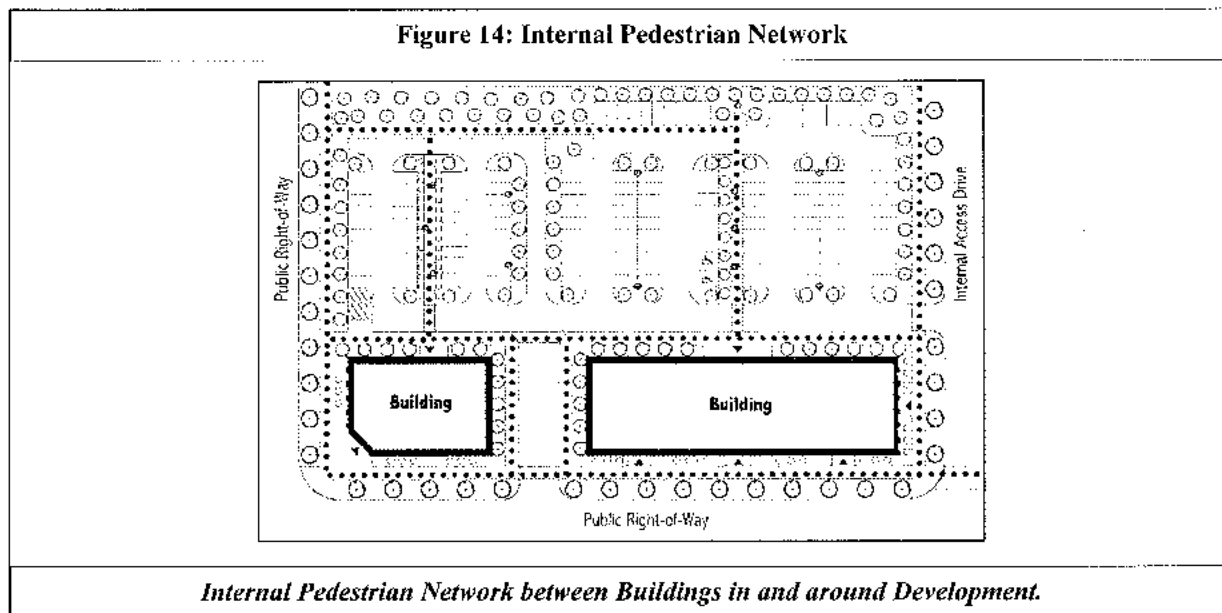 Figure 14: Internal Pedestrian Network
Public Right-of-Way
Internal Access Drive
Building
Building
Public Right-of-Way
Internal Pedestrian Network between Buildings in and around Development.